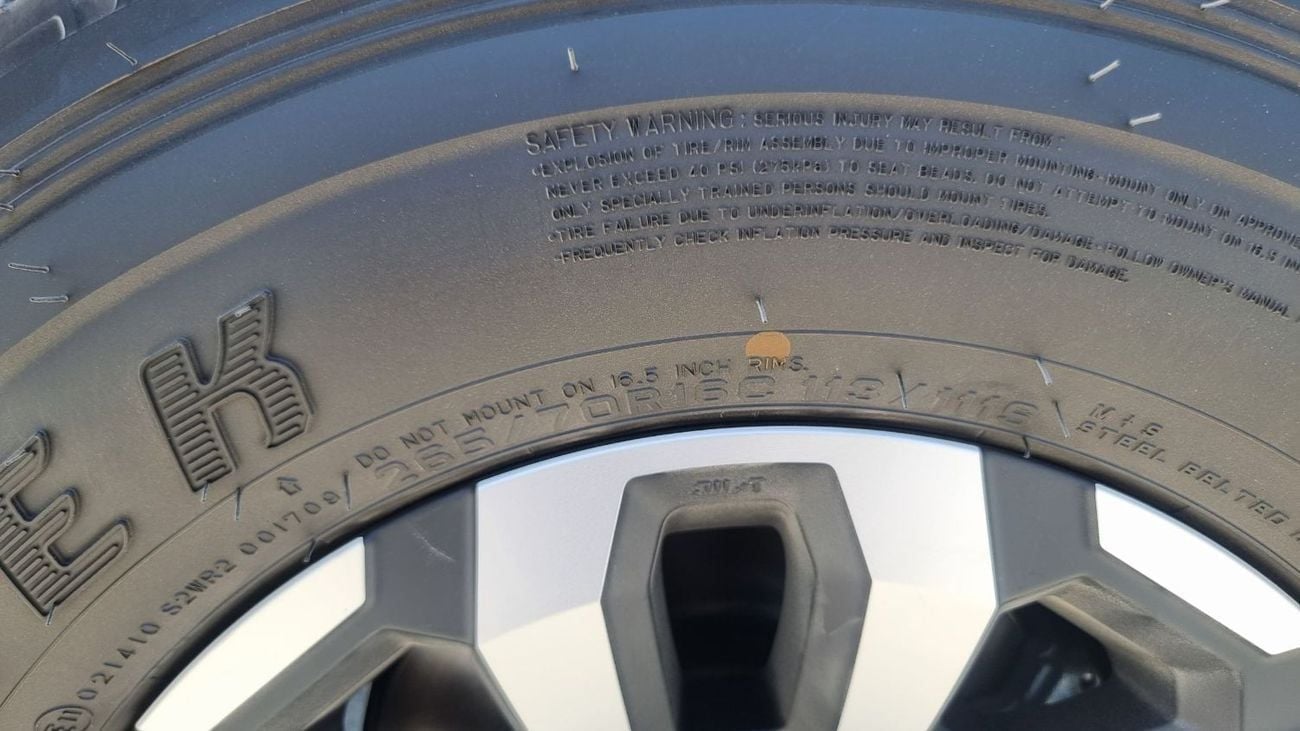 SAFETY WARNING: SERIOUS INJURY MAY RESULT FROM:
•EXPLOSION OF TIRE/RIM ASSEMBLY DUE TO IMPROPER MOUNTING-MOUNT ONLY ON APPROVE
NEVER EXCEED 40 PSI (275kPa) TO SEAT BEADS. DO NOT ATTEMPT TO MOUNT ON 16.5 IN
ONLY SPECIALLY TRAINED PERSONS SHOULD MOUNT TIRES.
•TIRE FAILURE DUE TO UNDERINFLATION/OVERLOADING/DAMAGE-FOLLOW OWNER'S MANUAL
•FREQUENTLY CHECK INFLATION PRESSURE AND INSPECT FOR DAMAGE.
EK
DO NOT MOUNT ON 16.5 INCH RIMS.
021410 S2WR2 001709/ 265/70R16C 113/111S
M+S
STEEL BELTED